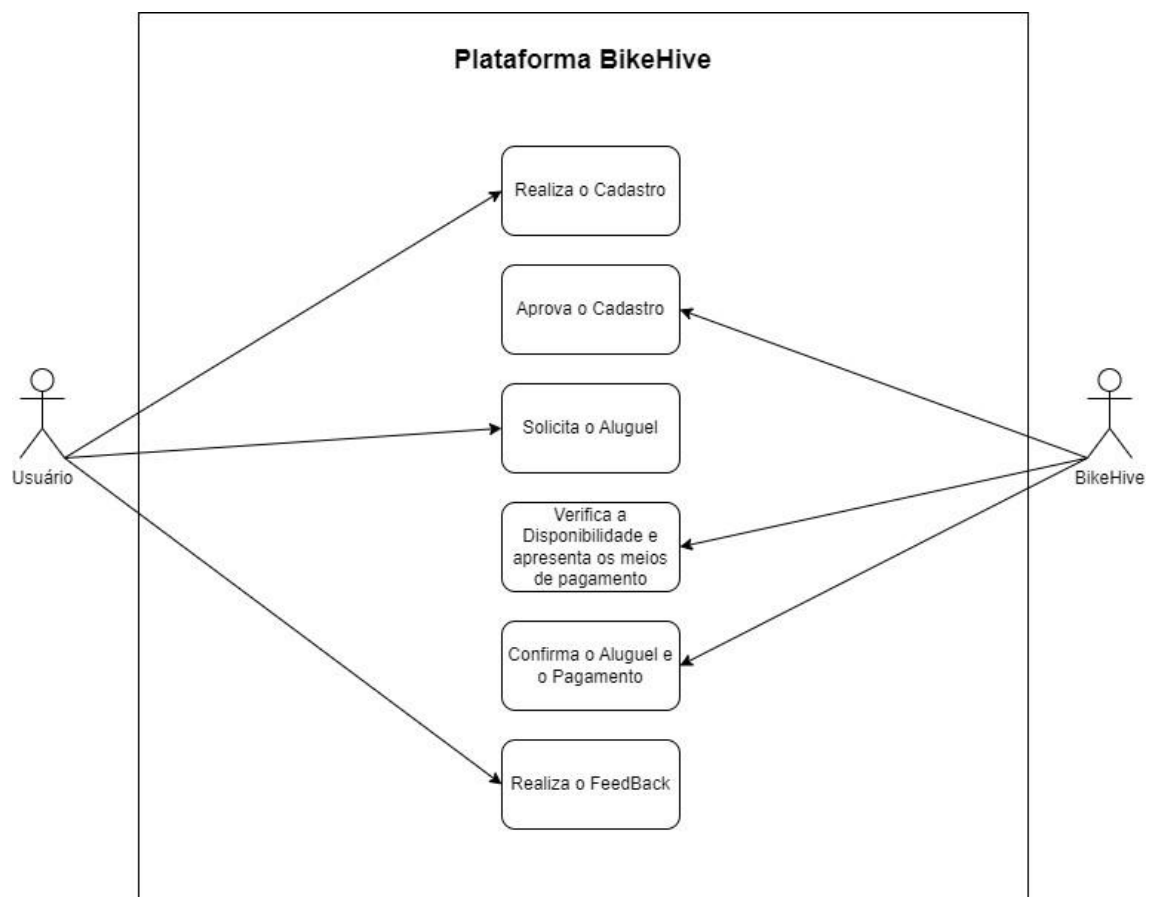 Plataforma BikeHive
Realiza o Cadastro
Aprova o Cadastro
Solicita o Aluguel
Usuário
BikeHive
Verifica a
Disponibilidade e
apresenta os meios
de pagamento
Confirma o Aluguel e
o Pagamento
Realiza o FeedBack